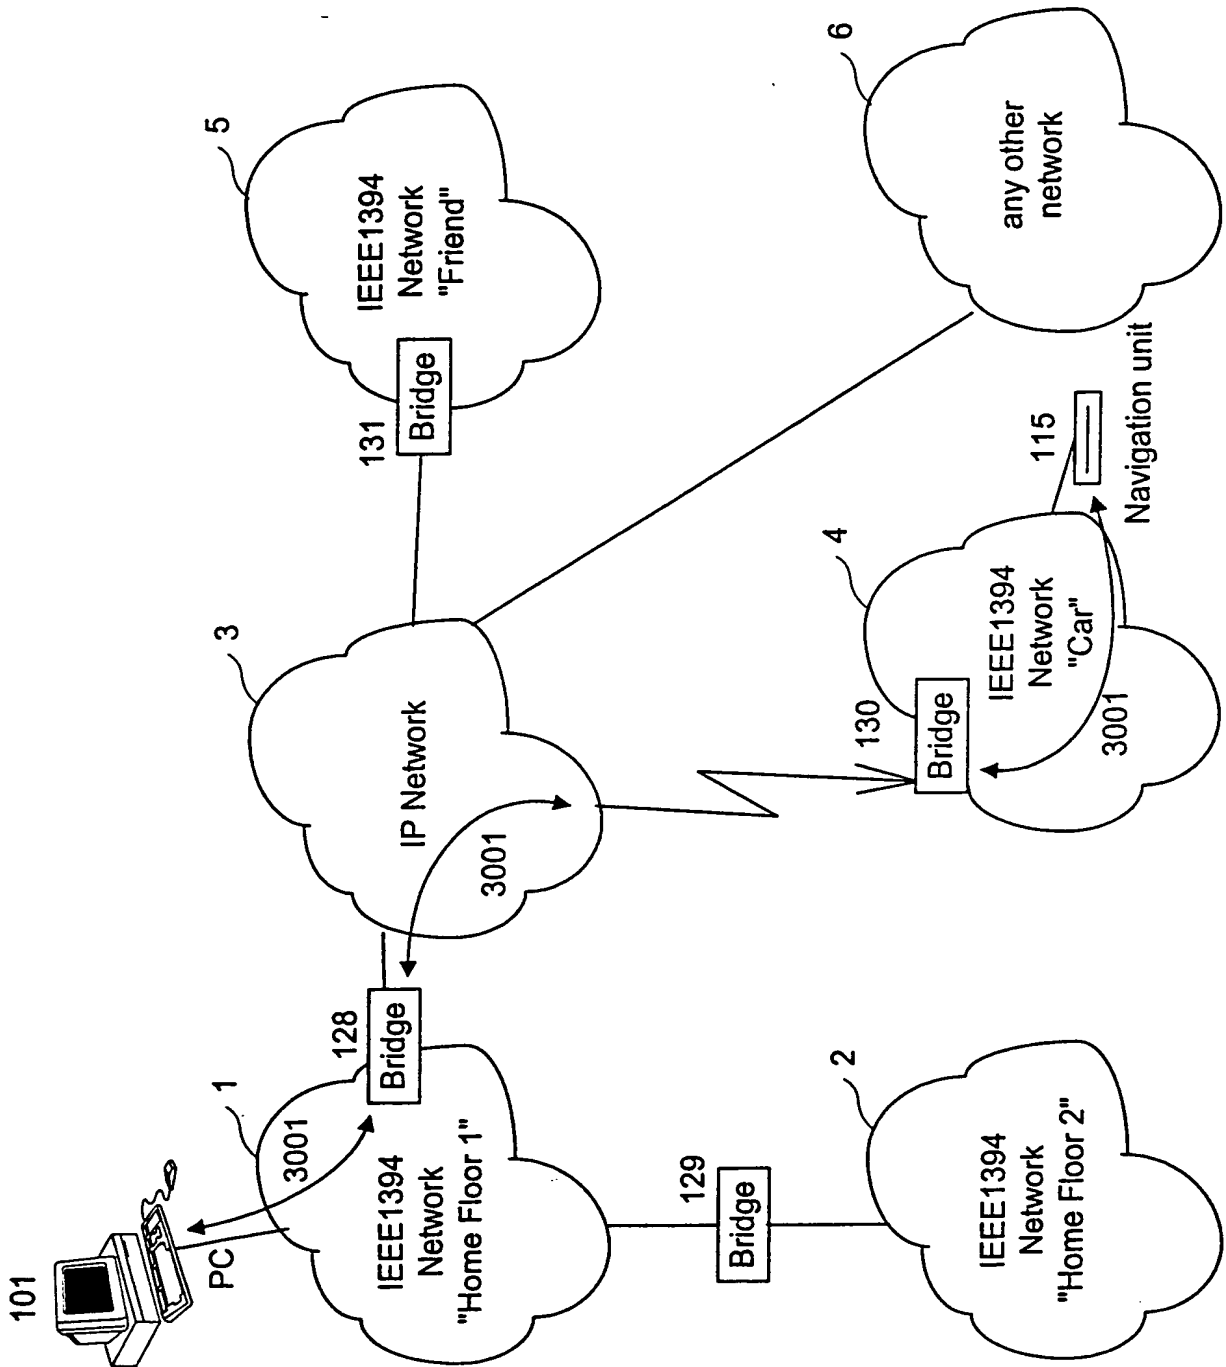 101
PC
3001
1
IEEE1394
Network
"Home Floor 1"
128
Bridge
129
Bridge
2
IEEE1394
Network
"Home Floor 2"
3
IP Network
3001
130
Bridge
4
IEEE1394
Network
"Car"
3001
115
Navigation unit
131
Bridge
5
IEEE1394
Network
"Friend"
6
any other
network